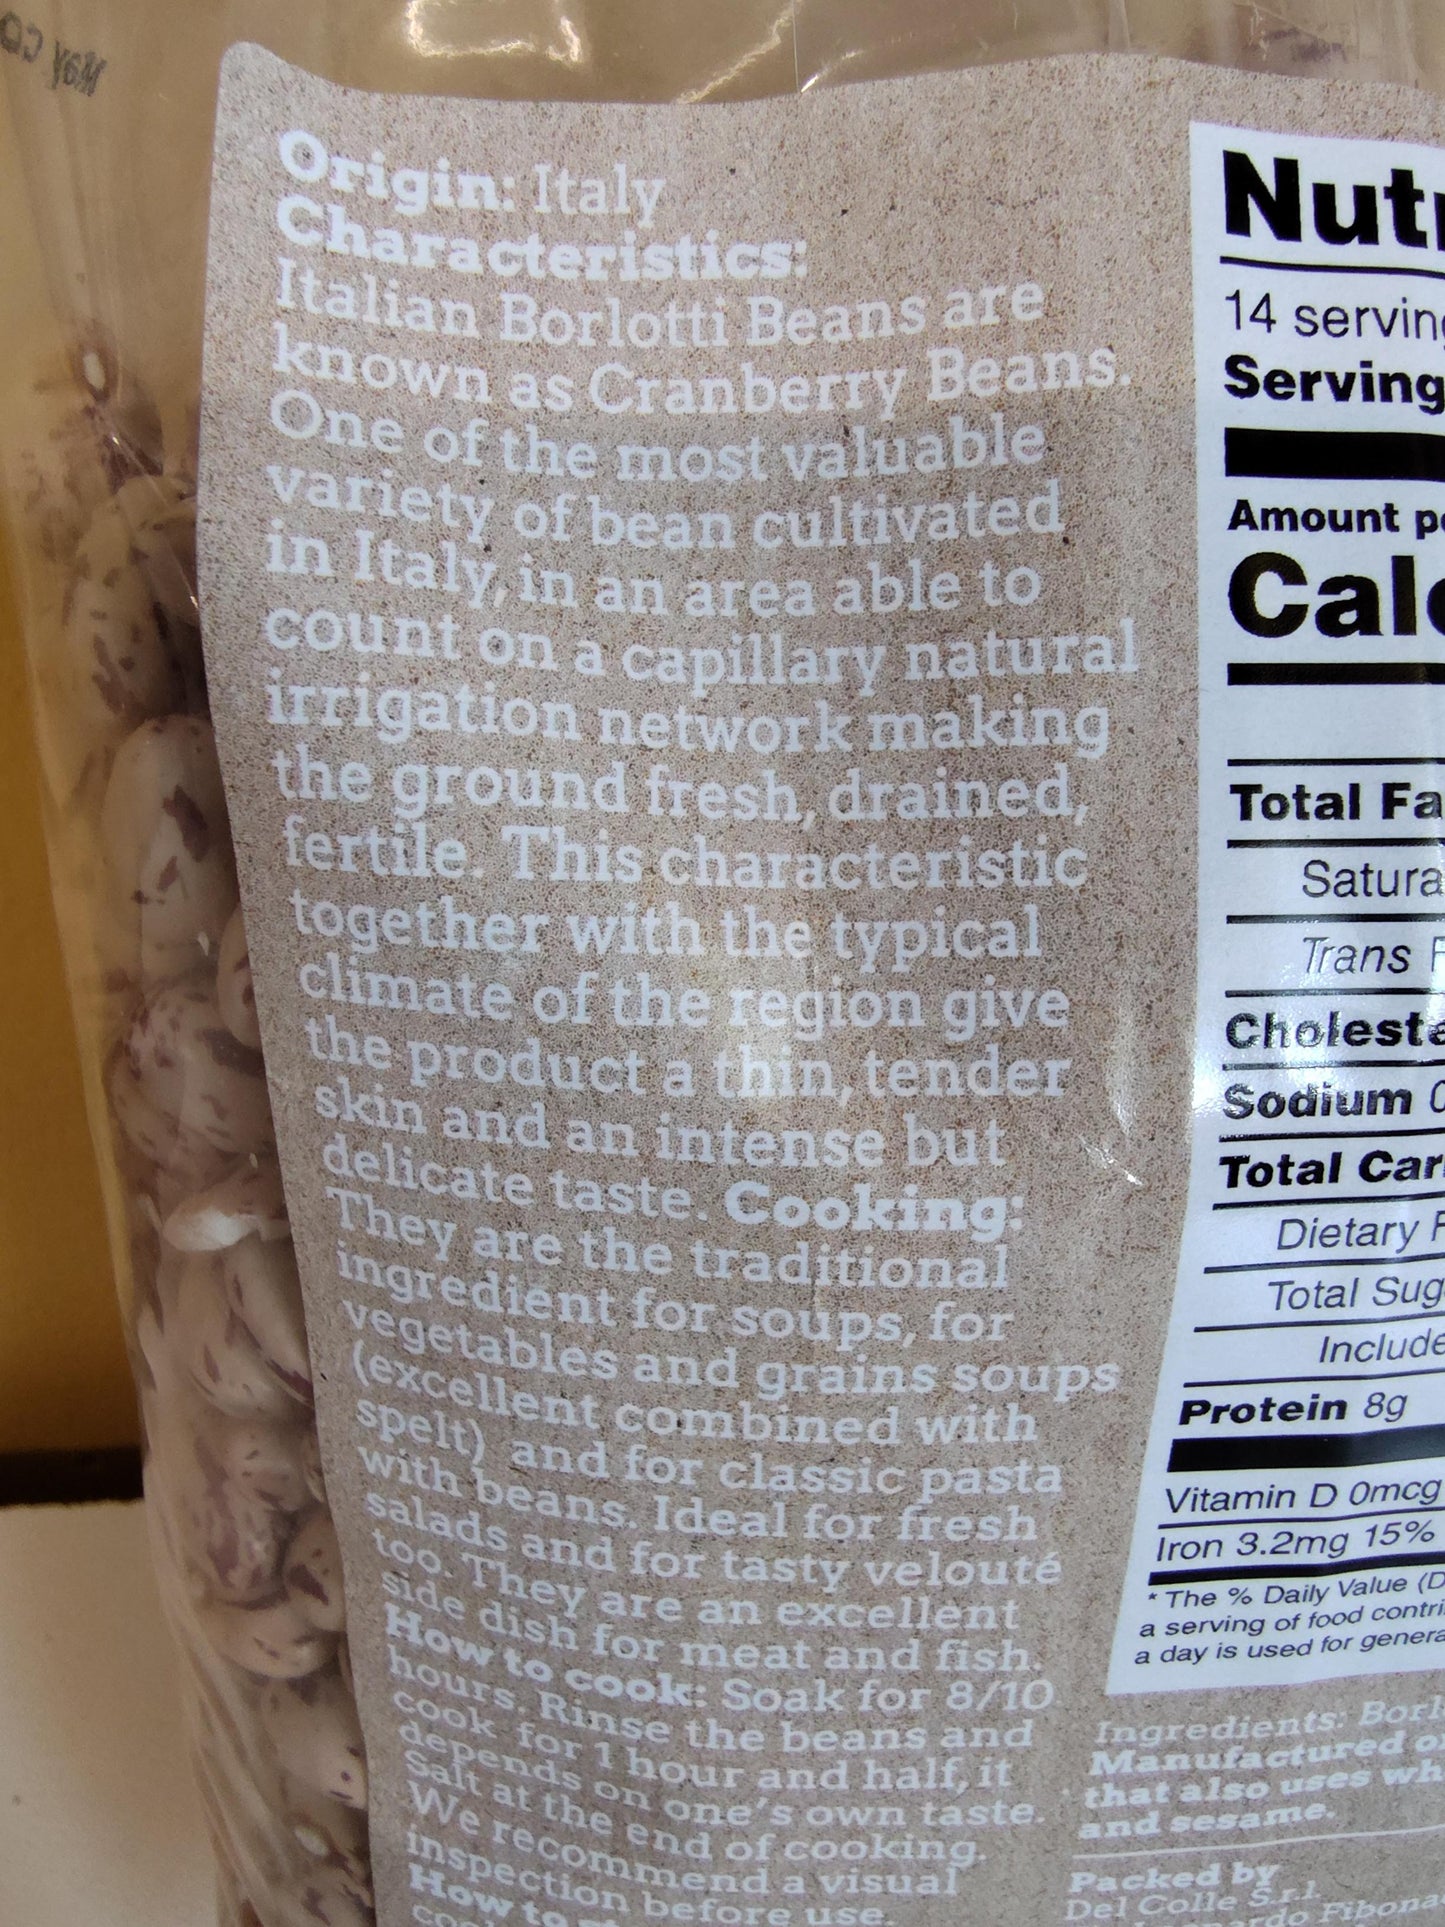 May CO
Origin: Italy
Characteristics:
Italian Borlotti Beans are
known as Cranberry Beans.
One of the most valuable
variety of bean cultivated
in Italy, in an area able to
count on a capillary natural
irrigation network making
the ground fresh, drained,
fertile. This characteristic
together with the typical
climate of the region give
the product a thin, tender
skin and an intense but
delicate taste. Cooking:
They are the traditional
ingredient for soups, for
vegetables and grains soups
(excellent combined with
spelt) and for classic pasta
with beans. Ideal for fresh
salads and for tasty velouté
too. They are an excellent
side dish for meat and fish.
How to cook: Soak for 8/10
hours. Rinse the beans and
cook for 1 hour and half, it
depends on one's own taste.
Salt at the end of cooking.
We recommend a visual
inspection before use.
How to
Nutr
14 serving
Serving
Amount pe
Calo
Total Fa
Satura
Trans F
Cholest
Sodium 0
Total Car
Dietary F
Total Sug
Include
Protein 8g
Vitamin D 0mcg
Iron 3.2mg 15%
* The % Daily Value (D
a serving of food contri
a day is used for genera
Ingredients: Borl
Manufactured o
that also uses wh
and sesame.
Packed by
Del Colle S.r.l.
do Fibona